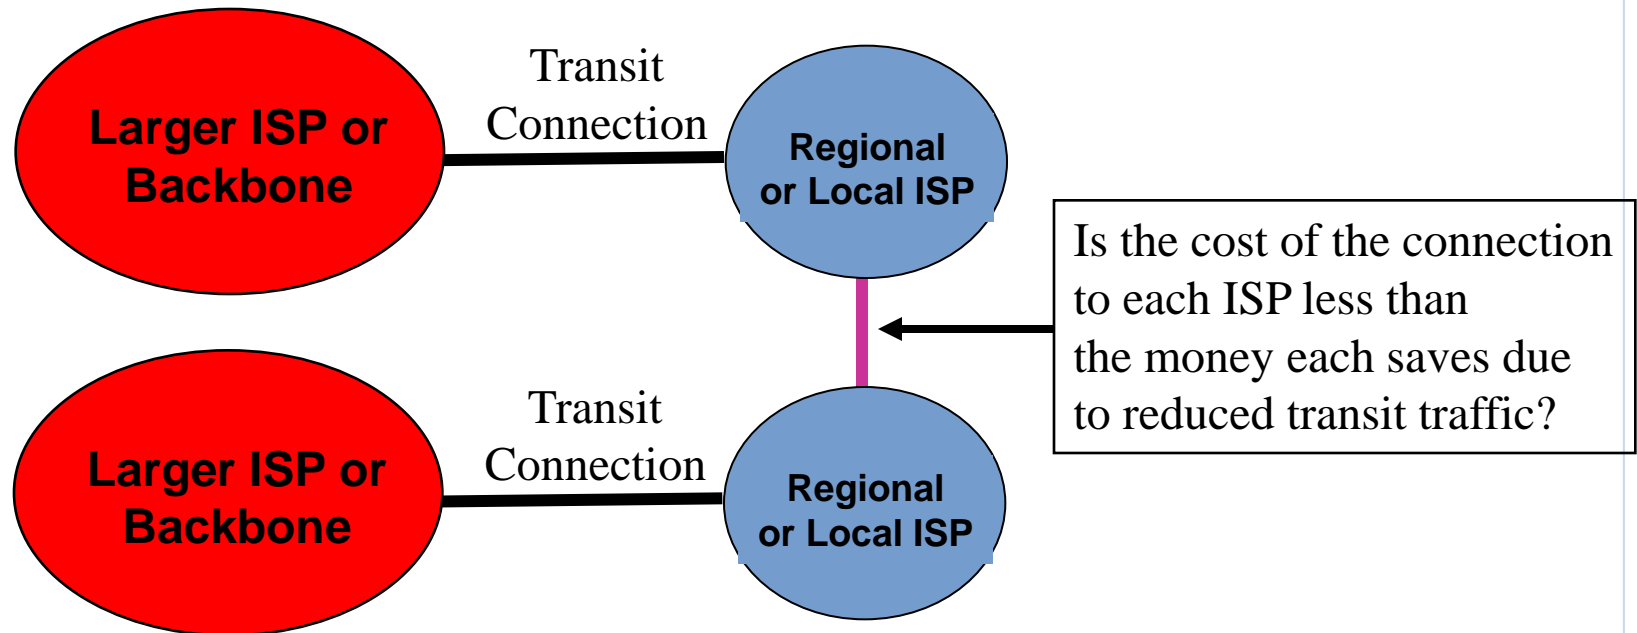 Larger ISP or
Backbone
Transit
Connection
Regional
or Local ISP
Is the cost of the connection
to each ISP less than
the money each saves due
to reduced transit traffic?
Larger ISP or
Backbone
Transit
Connection
Regional
or Local ISP